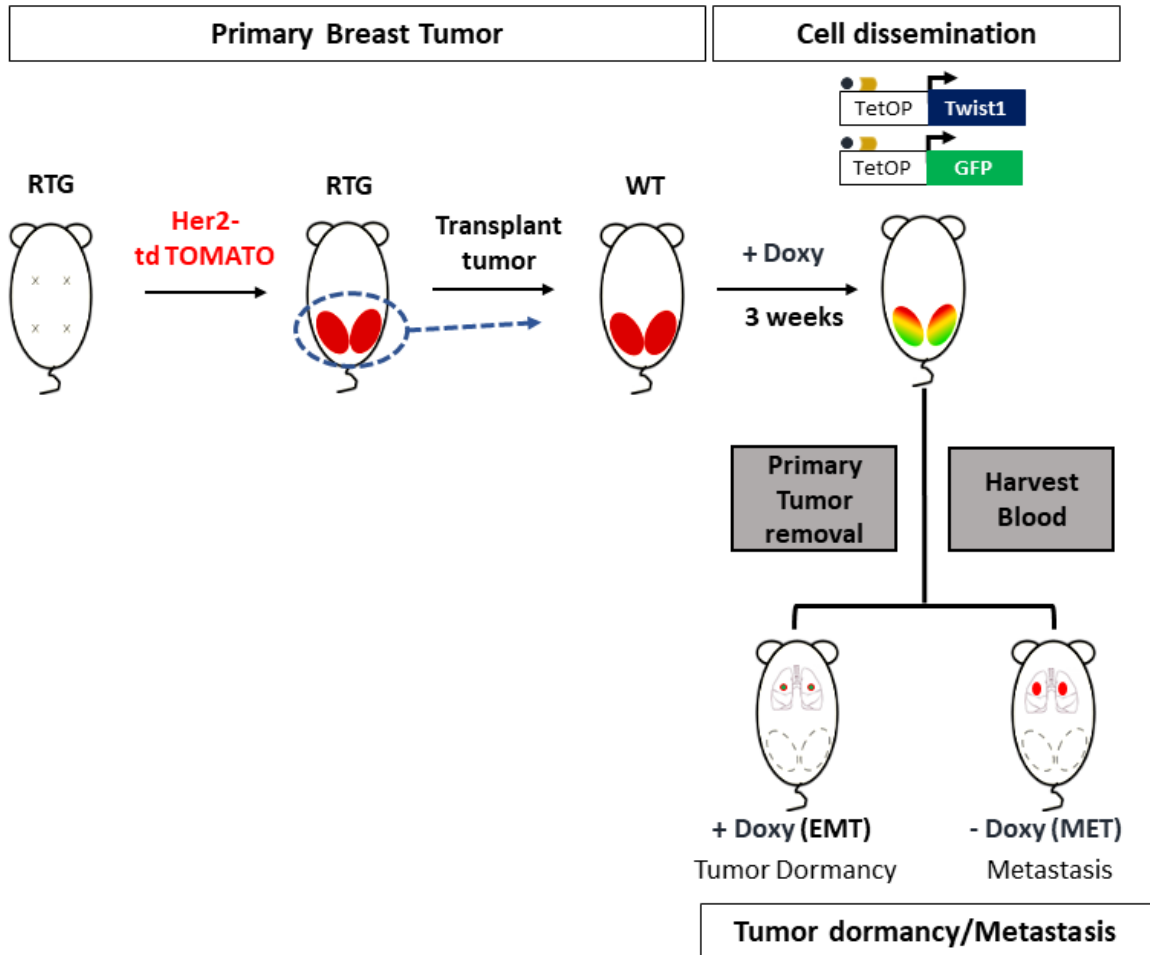 Primary Breast Tumor
Cell dissemination
TetOP Twist1
TetOP GFP
RTG
Her2-
td TOMATO
RTG
Transplant
tumor
WT
+ Doxy
3 weeks
Primary
Tumor
removal
Harvest
Blood
+ Doxy (EMT)
Tumor Dormancy
- Doxy (MET)
Metastasis
Tumor dormancy/Metastasis